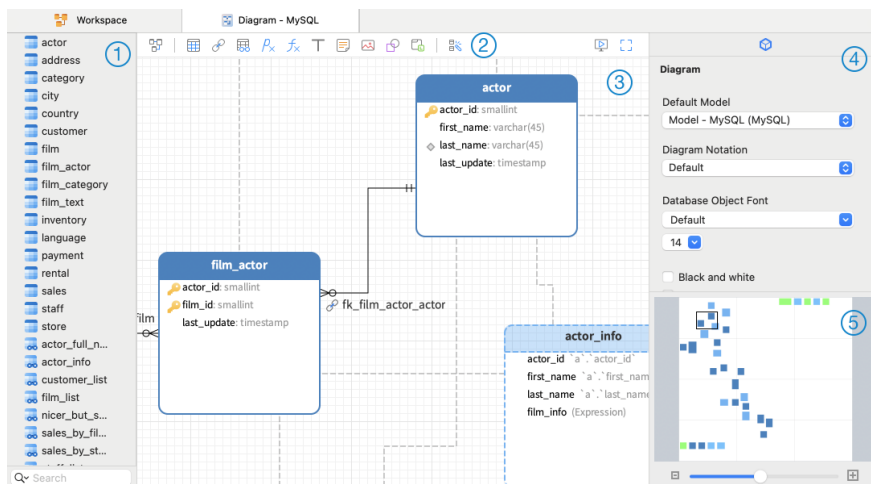 Workspace
Diagram - MySQL
actor
address
category
city
country
customer
film
film_actor
film_category
film_text
inventory
language
payment
rental
sales
staff
store
actor_full_n...
actor_info
customer_list
film_list
nicer_but_s...
sales_by_fil...
sales_by_st...
Search
1
2
3
actor
actor_id: smallint
first_name: varchar(45)
last_name: varchar(45)
last_update: timestamp
film_actor
actor_id: smallint
film_id: smallint
last_update: timestamp
film
fk_film_actor_actor
actor_info
actor_id `a`.`actor_id`
first_name `a`.`first_nam
last_name `a`.`last_name
film_info (Expression)
4
Diagram
Default Model
Model - MySQL (MySQL)
Diagram Notation
Default
Database Object Font
Default
14
Black and white
5